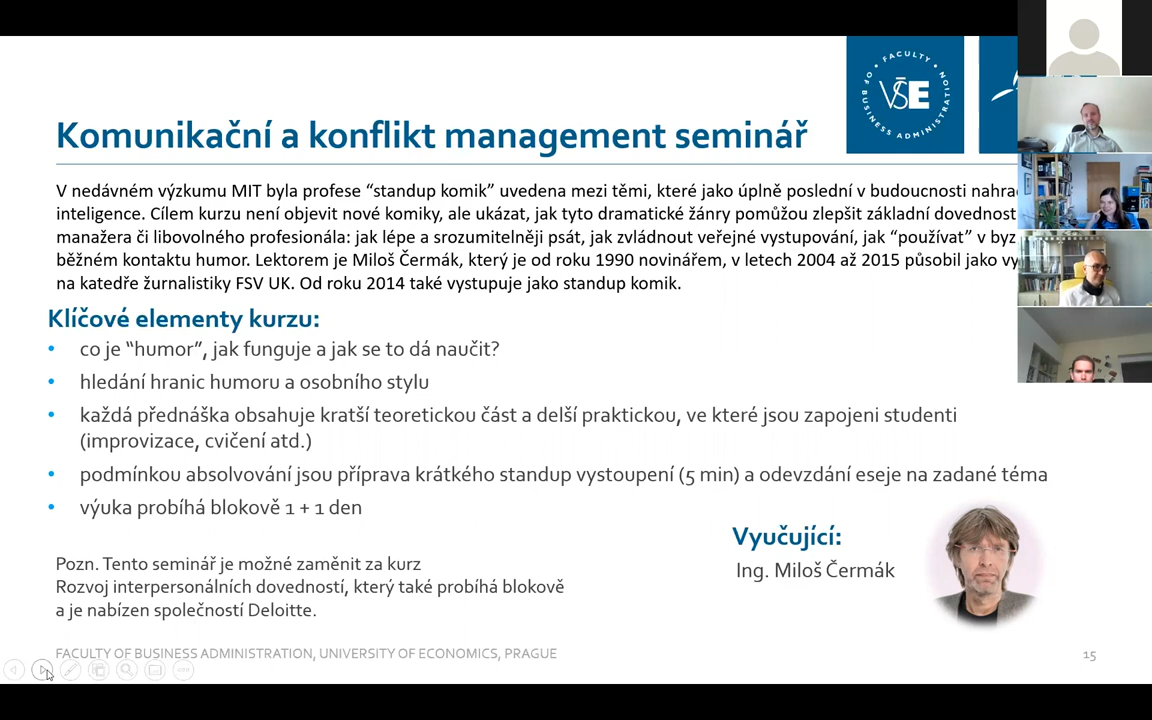 FACULTY OF BUSINESS ADMINISTRATION
VŠE
Komunikační a konflikt management seminář
V nedávném výzkumu MIT byla profese “standup komik” uvedena mezi těmi, které jako úplně poslední v budoucnosti nahra
inteligence. Cílem kurzu není objevit nové komiky, ale ukázat, jak tyto dramatické žánry pomůžou zlepšit základní dovednost
manažera či libovolného profesionála: jak lépe a srozumitelněji psát, jak zvládnout veřejné vystupování, jak “používat” v byz
běžném kontaktu humor. Lektorem je Miloš Čermák, který je od roku 1990 novinářem, v letech 2004 až 2015 působil jako vy
na katedře žurnalistiky FSV UK. Od roku 2014 také vystupuje jako standup komik.
Klíčové elementy kurzu:
• co je “humor”, jak funguje a jak se to dá naučit?
• hledání hranic humoru a osobního stylu
• každá přednáška obsahuje kratší teoretickou část a delší praktickou, ve které jsou zapojeni studenti
(improvizace, cvičení atd.)
• podmínkou absolvování jsou příprava krátkého standup vystoupení (5 min) a odevzdání eseje na zadané téma
• výuka probíhá blokově 1 + 1 den
Vyučující:
Ing. Miloš Čermák
Pozn. Tento seminář je možné zaměnit za kurz
Rozvoj interpersonálních dovedností, který také probíhá blokově
a je nabízen společností Deloitte.
FACULTY OF BUSINESS ADMINISTRATION, UNIVERSITY OF ECONOMICS, PRAGUE
15